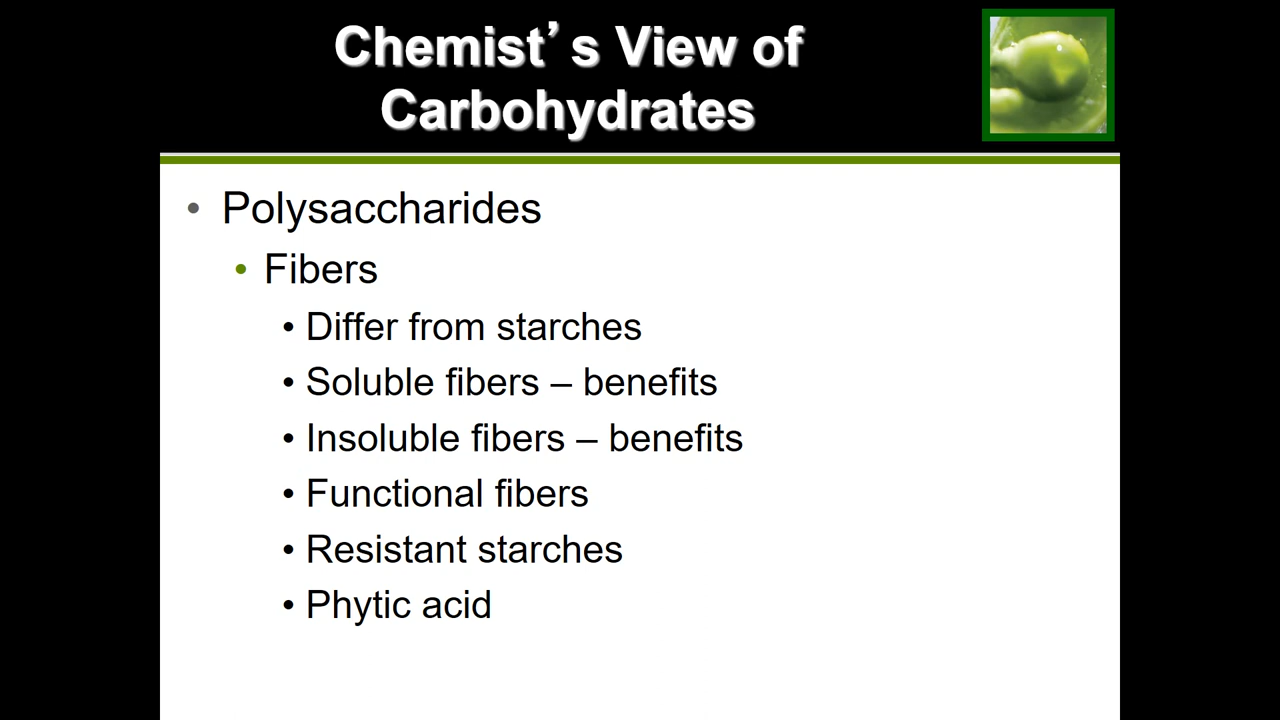 Chemist’s View of
Carbohydrates
• Polysaccharides
• Fibers
• Differ from starches
• Soluble fibers – benefits
• Insoluble fibers – benefits
• Functional fibers
• Resistant starches
• Phytic acid